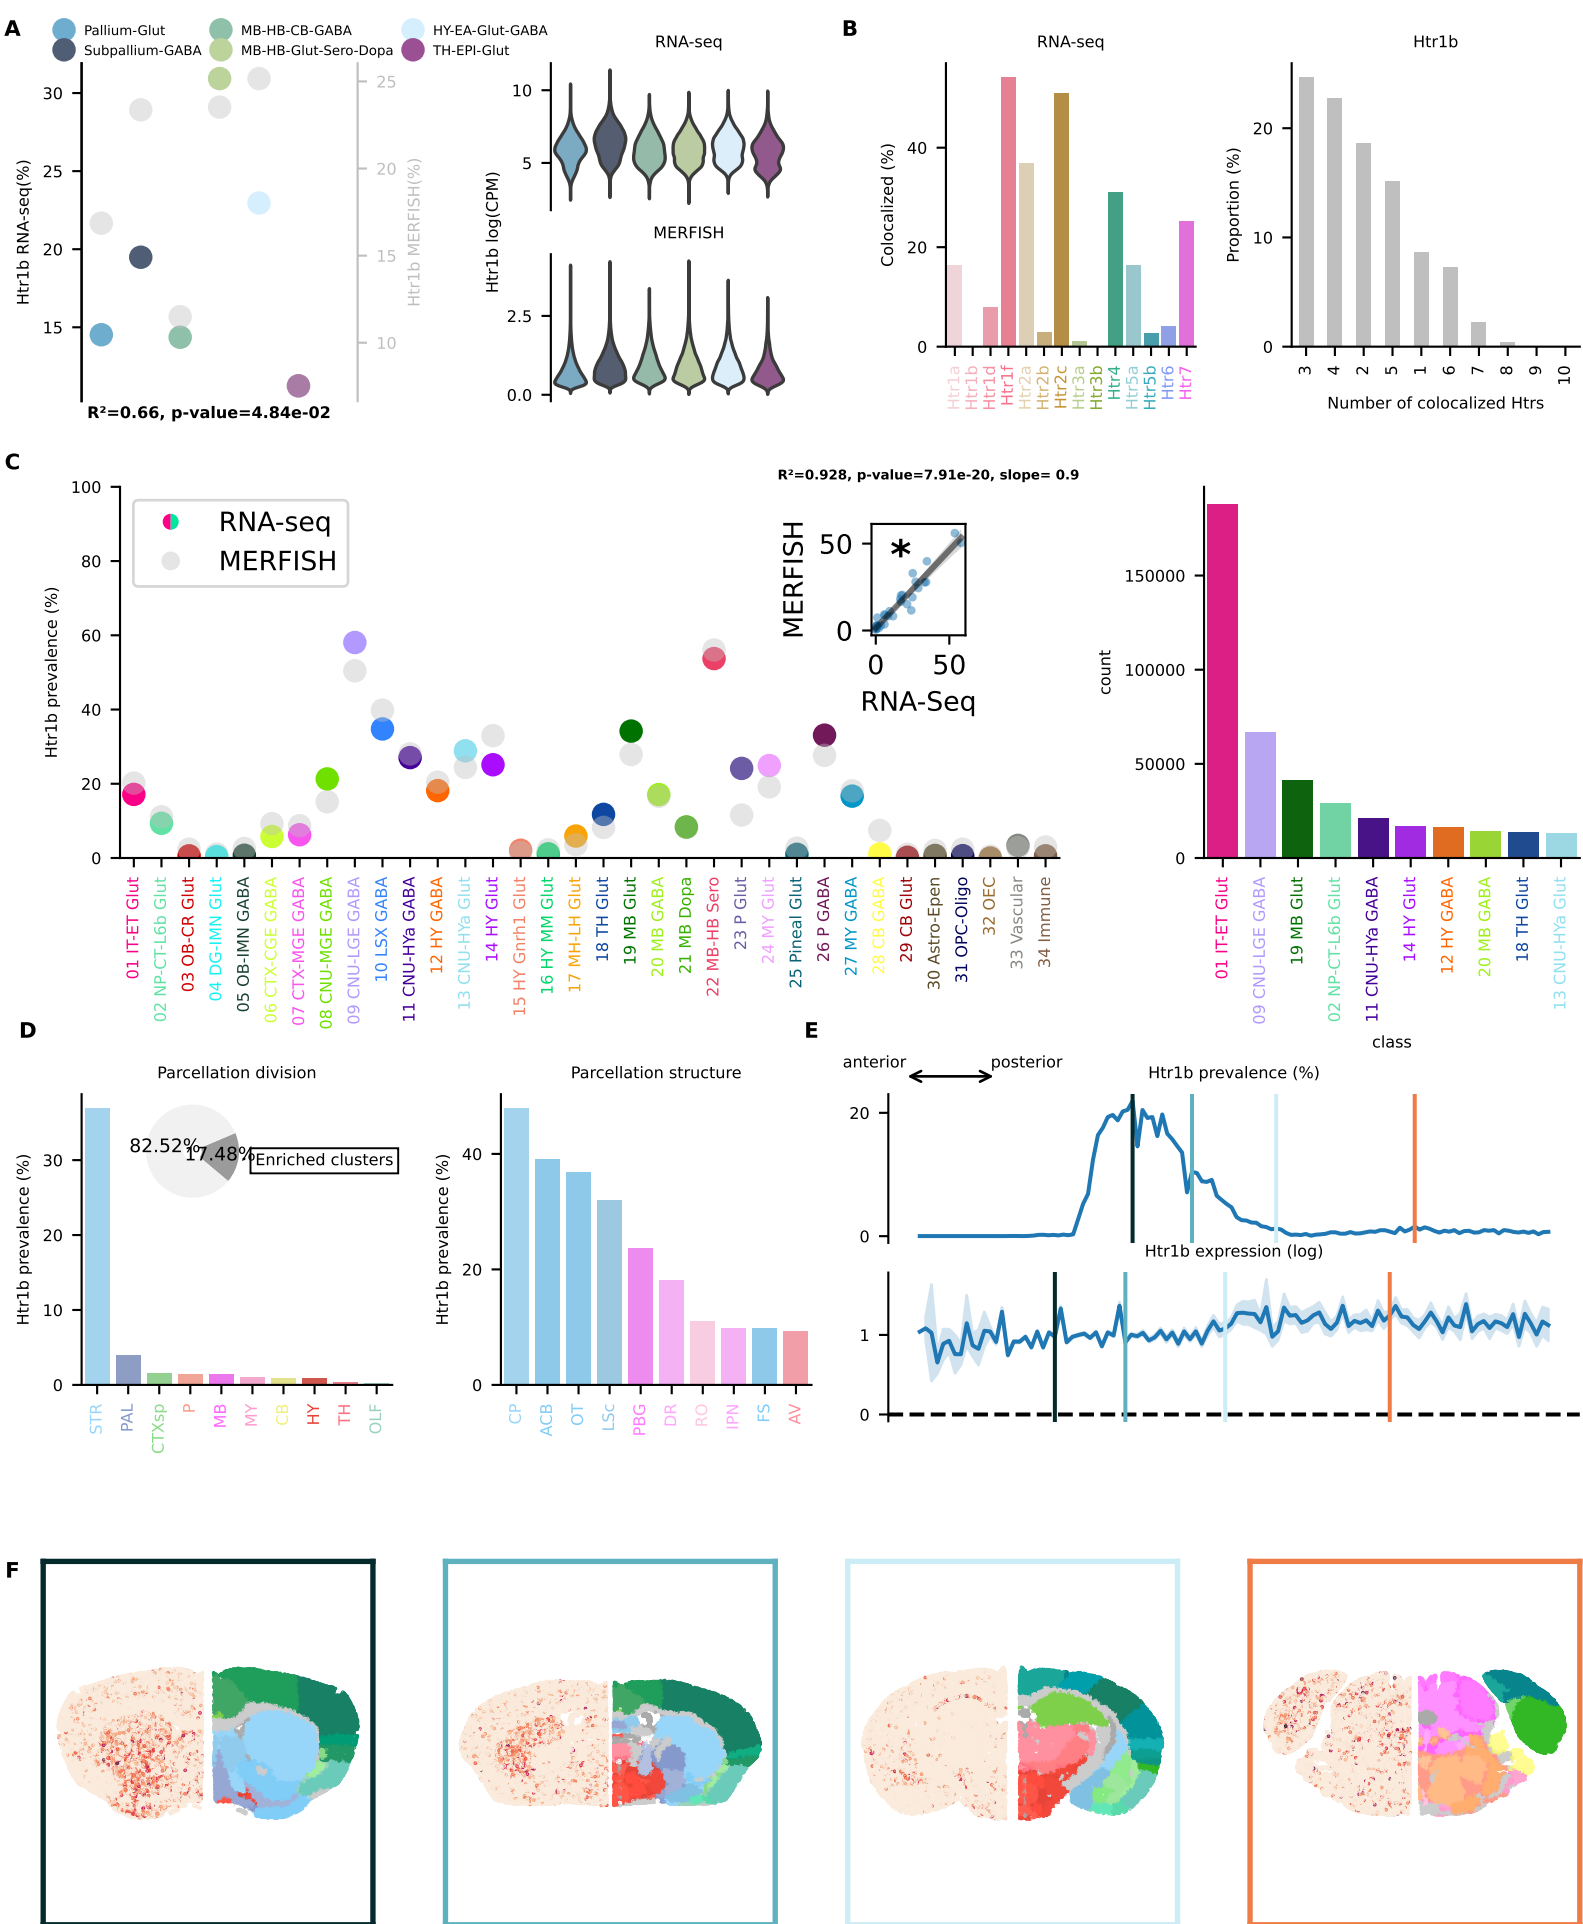 A
Pallium-Glut
Subpallium-GABA
MB-HB-CB-GABA
MB-HB-Glut-Sero-Dopa
HY-EA-Glut-GABA
TH-EPI-Glut
Htr1b RNA-seq(%)
30
25
20
15
25
20
15
10
Htr1b MERFISH(%)
R²=0.66, p-value=4.84e-02
RNA-seq
10
5
Htr1b log(CPM)
MERFISH
2.5
0.0
B
RNA-seq
Colocalized (%)
40
20
0
Htr1a
Htr1b
Htr1d
Htr1f
Htr2a
Htr2b
Htr2c
Htr3a
Htr3b
Htr4
Htr5a
Htr5b
Htr6
Htr7
Htr1b
Proportion (%)
20
10
0
3
4
2
5
1
6
7
8
9
10
Number of colocalized Htrs
C
Htr1b prevalence (%)
100
80
60
40
20
0
RNA-seq
MERFISH
R²=0.928, p-value=7.91e-20, slope= 0.9
MERFISH
50
0
*
0
50
RNA-Seq
01 IT-ET Glut
02 NP-CT-L6b Glut
03 OB-CR Glut
04 DG-IMN Glut
05 OB-IMN GABA
06 CTX-CGE GABA
07 CTX-MGE GABA
08 CNU-MGE GABA
09 CNU-LGE GABA
10 LSX GABA
11 CNU-HYa GABA
12 HY GABA
13 CNU-HYa Glut
14 HY Glut
15 HY Gnrh1 Glut
16 HY MM Glut
17 MH-LH Glut
18 TH Glut
19 MB Glut
20 MB GABA
21 MB Dopa
22 MB-HB Sero
23 P Glut
24 MY Glut
25 Pineal Glut
26 P GABA
27 MY GABA
28 CB GABA
29 CB Glut
30 Astro-Epen
31 OPC-Oligo
32 OEC
33 Vascular
34 Immune
count
150000
100000
50000
0
01 IT-ET Glut
09 CNU-LGE GABA
19 MB Glut
02 NP-CT-L6b Glut
11 CNU-HYa GABA
14 HY Glut
12 HY GABA
20 MB GABA
18 TH Glut
13 CNU-HYa Glut
class
D
Parcellation division
Htr1b prevalence (%)
30
20
10
0
82.52%
17.48%
Enriched clusters
STR
PAL
CTXsp
P
MB
MY
CB
HY
TH
OLF
Parcellation structure
Htr1b prevalence (%)
40
20
0
CP
ACB
OT
LSc
PBG
DR
RO
IPN
FS
AV
E
anterior
posterior
Htr1b prevalence (%)
20
0
Htr1b expression (log)
1
0
F